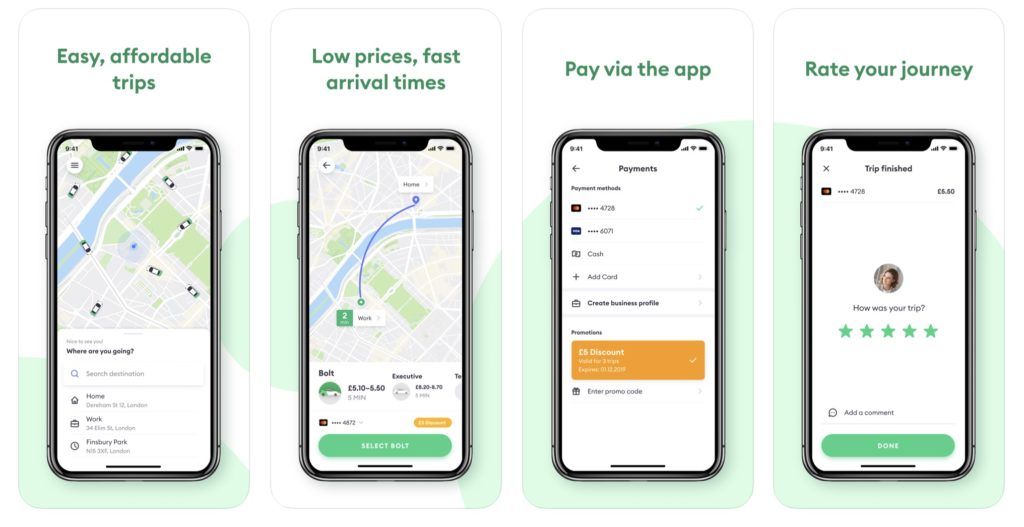 Easy, affordable
trips
9:41
Nice to see you!
Where are you going?
Search destination
Home
Dereham St 12, London
Work
34 Elim St, London
Finsbury Park
N15 3XF, London
Low prices, fast
arrival times
9:41
Home
2
min
Work
Bolt
£5.10–5.50
5 MIN
Executive
£8.20-8.70
5 MIN
Te
•••• 4872
£5 Discount
SELECT BOLT
Pay via the app
9:41
Payments
Payment methods
•••• 4728
VISA
•••• 6071
Cash
Add Card
Create business profile
Promotions
£5 Discount
Valid for 3 trips
Expires: 01.12.2019
Enter promo code
Rate your journey
9:41
Trip finished
•••• 4728
£5.50
How was your trip?
Add a comment
DONE